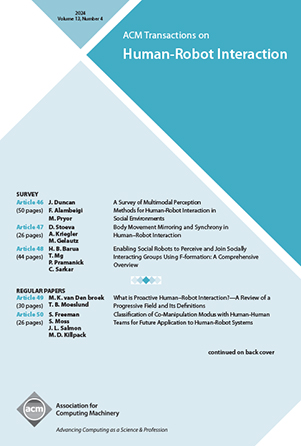 2024
Volume 13, Number 4
ACM Transactions on
Human-Robot Interaction
SURVEY
Article 46 J. Duncan A Survey of Multimodal Perception
(50 pages) F. Alambeigi Methods for Human-Robot Interaction in
M. Pryor Social Environments
Article 47 D. Stoeva Body Movement Mirroring and Synchrony in
(26 pages) A. Kriegler Human–Robot Interaction
M. Gelautz
Article 48 H. B. Barua Enabling Social Robots to Perceive and Join Socially
(44 pages) T. Mg Interacting Groups Using F-formation: A Comprehensive
P. Pramanick Overview
C. Sarkar
REGULAR PAPERS
Article 49 M. K. van Den broek What is Proactive Human–Robot Interaction?—A Review of a
(30 pages) T. B. Moeslund Progressive Field and Its Definitions
Article 50 S. Freeman Classification of Co-Manipulation Modus with Human-Human
(26 pages) S. Moss Teams for Future Application to Human-Robot Systems
J. L. Salmon
M. D. Killpack
continued on back cover
acm
Association for
Computing Machinery
Advancing Computing as a Science & Profession